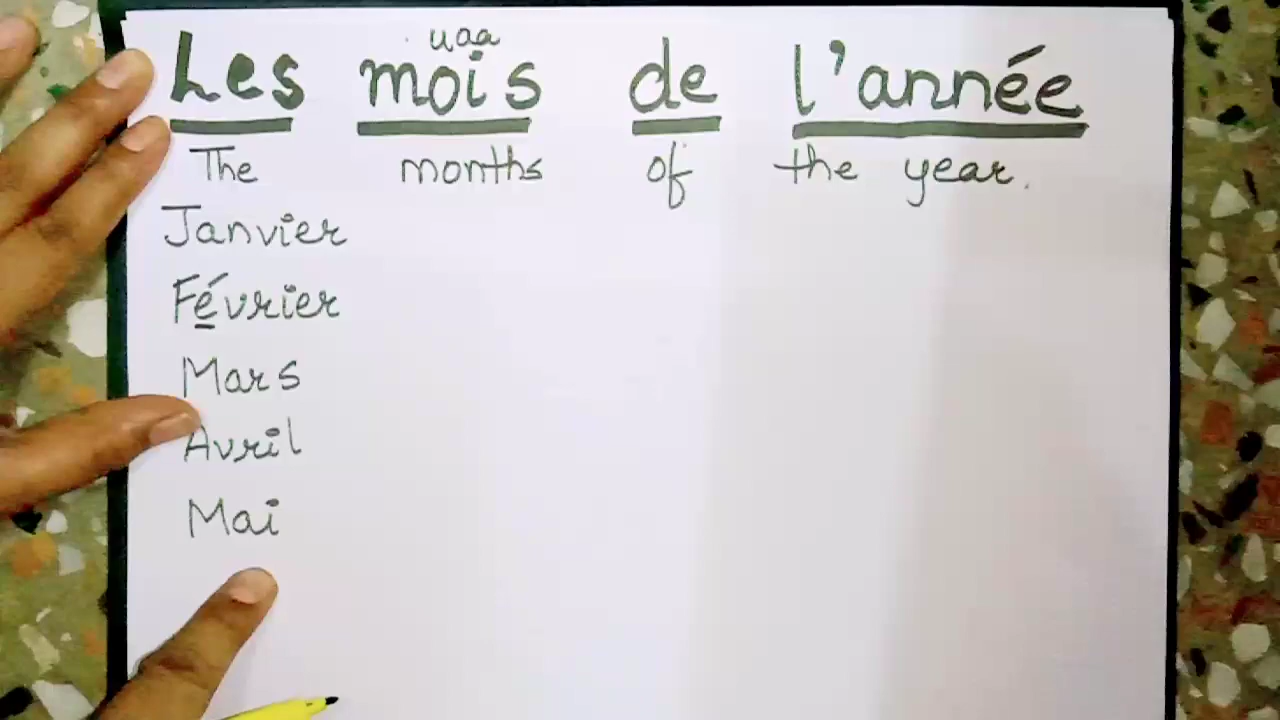 uaa
Les mois de l'année
The months of the year.
Janvier
Février
Mars
Avril
Mai